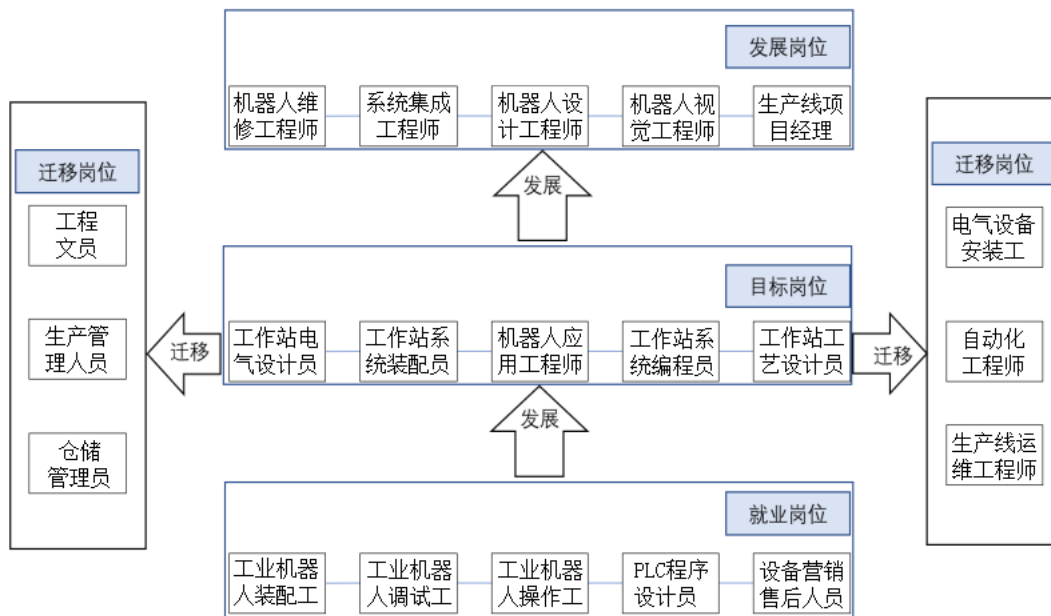 发展岗位
机器人维
修工程师
系统集成
工程师
机器人设
计工程师
机器人视
觉工程师
生产线项
目经理
发展
迁移岗位
工程
文员
生产管
理人员
仓储
管理员
迁移
目标岗位
工作站电
气设计员
工作站系
统装配员
机器人应
用工程师
工作站系
统编程员
工作站工
艺设计员
迁移
迁移岗位
电气设备
安装工
自动化
工程师
生产线运
维工程师
发展
就业岗位
工业机器
人装配工
工业机器
人调试工
工业机器
人操作工
PLC程序
设计员
设备营销
售后人员